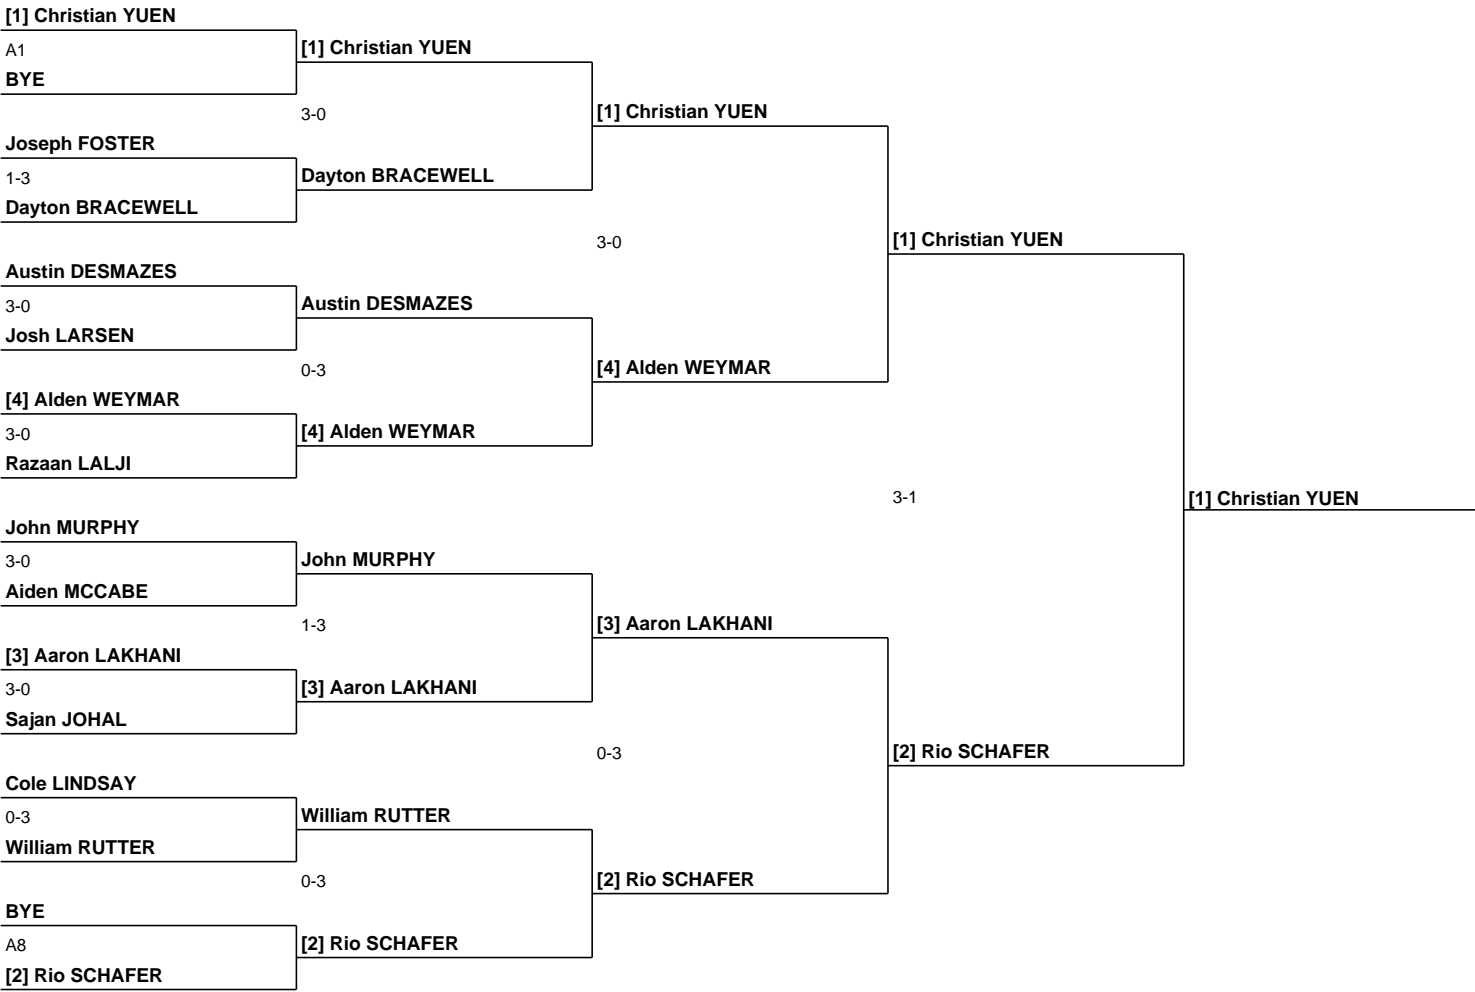 [1] Christian YUEN
A1
BYE
Joseph FOSTER
1-3
Dayton BRACEWELL
Austin DESMAZES
3-0
Josh LARSEN
[4] Alden WEYMAR
3-0
Razaan LALJI
John MURPHY
3-0
Aiden MCCABE
[3] Aaron LAKHANI
3-0
Sajan JOHAL
Cole LINDSAY
0-3
William RUTTER
BYE
A8
[2] Rio SCHAFER
[1] Christian YUEN
3-0
Dayton BRACEWELL
Austin DESMAZES
0-3
[4] Alden WEYMAR
John MURPHY
1-3
[3] Aaron LAKHANI
William RUTTER
0-3
[2] Rio SCHAFER
[1] Christian YUEN
3-0
[4] Alden WEYMAR
[3] Aaron LAKHANI
0-3
[2] Rio SCHAFER
[1] Christian YUEN
3-1
[2] Rio SCHAFER
[1] Christian YUEN